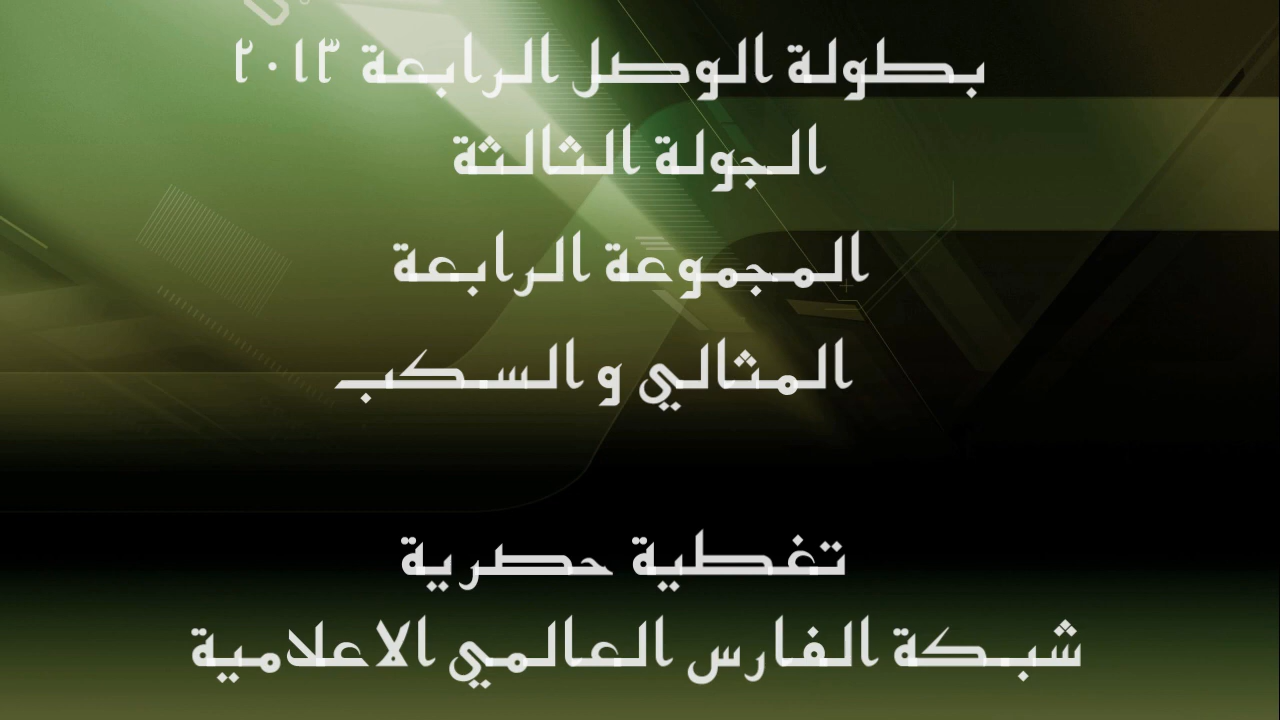 بطولة الوصل الرابعة ٢٠١٣
الجولة الثالثة
المجموعة الرابعة
المثالي و السكب
تغطية حصرية
شبكة الفارس العالمي الاعلامية